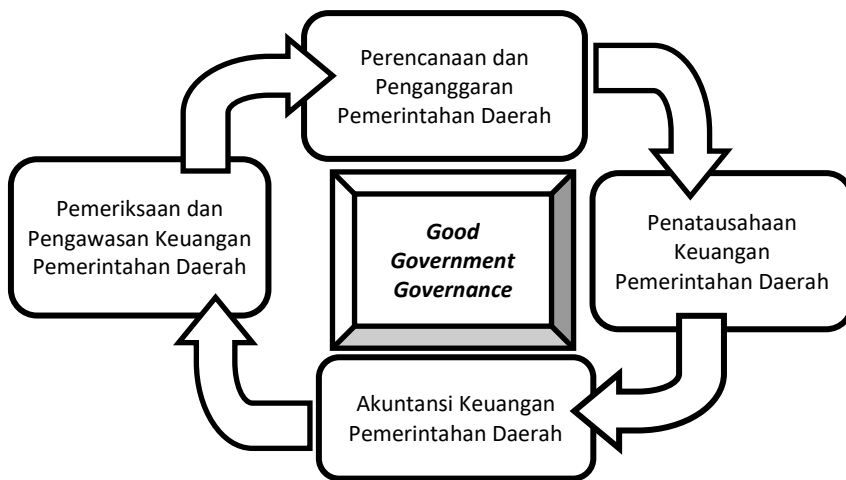 Perencanaan dan
Penganggaran
Pemerintahan Daerah
Penatausahaan
Keuangan
Pemerintahan Daerah
Akuntansi Keuangan
Pemerintahan Daerah
Pemeriksaan dan
Pengawasan Keuangan
Pemerintahan Daerah
Good
Government
Governance